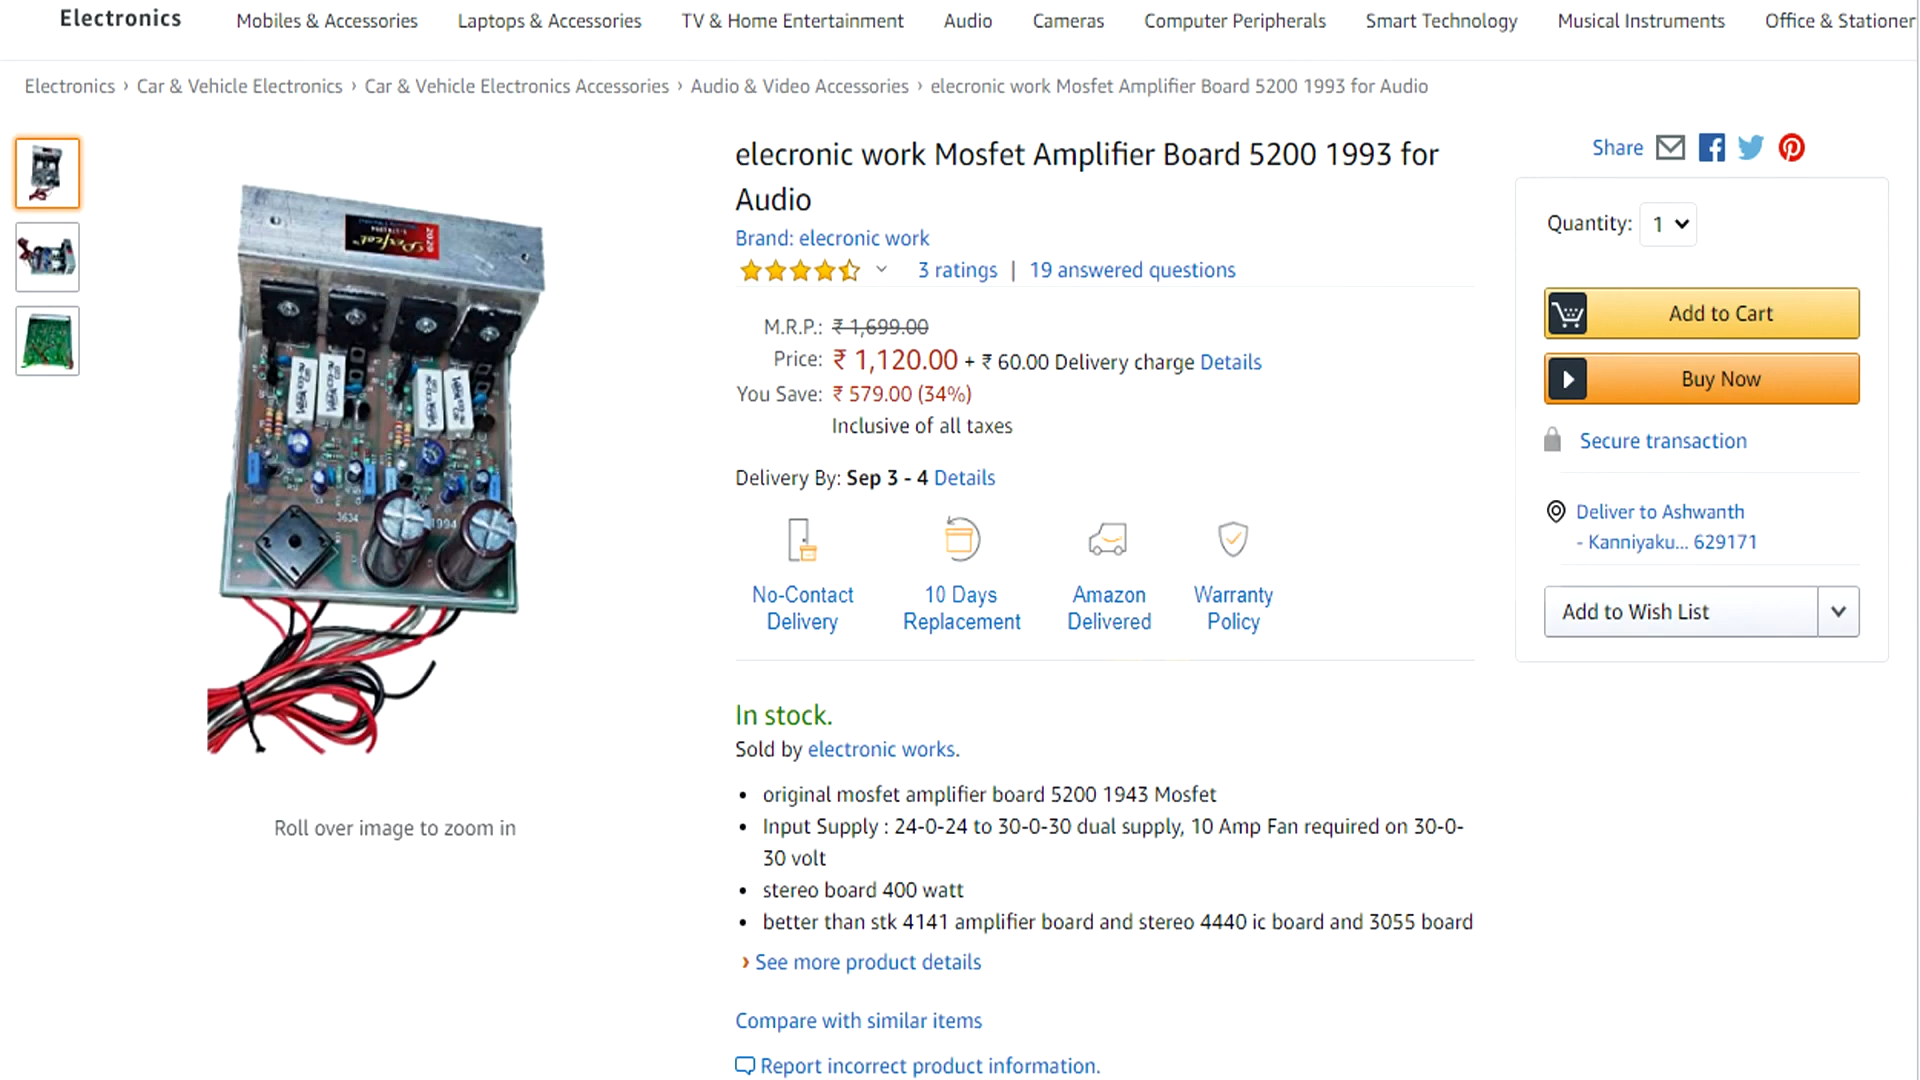 Electronics Mobiles & Accessories Laptops & Accessories TV & Home Entertainment Audio Cameras Computer Peripherals Smart Technology Musical Instruments Office & Stationer
Electronics › Car & Vehicle Electronics › Car & Vehicle Electronics Accessories › Audio & Video Accessories › elecronic work Mosfet Amplifier Board 5200 1993 for Audio
elecronic work Mosfet Amplifier Board 5200 1993 for
Audio
Brand: elecronic work
3 ratings | 19 answered questions
M.R.P.: ₹ 1,699.00
Price: ₹ 1,120.00 + ₹ 60.00 Delivery charge Details
You Save: ₹ 579.00 (34%)
Inclusive of all taxes
Delivery By: Sep 3 - 4 Details
No-Contact
Delivery
10 Days
Replacement
Amazon
Delivered
Warranty
Policy
In stock.
Sold by electronic works.
• original mosfet amplifier board 5200 1943 Mosfet
• Input Supply : 24-0-24 to 30-0-30 dual supply, 10 Amp Fan required on 30-0-
30 volt
• stereo board 400 watt
• better than stk 4141 amplifier board and stereo 4440 ic board and 3055 board
› See more product details
Compare with similar items
Report incorrect product information.
Share
Quantity: 1
Add to Cart
Buy Now
Secure transaction
Deliver to Ashwanth
- Kanniyaku... 629171
Add to Wish List
Perfect
2020
3634
1994
Roll over image to zoom in